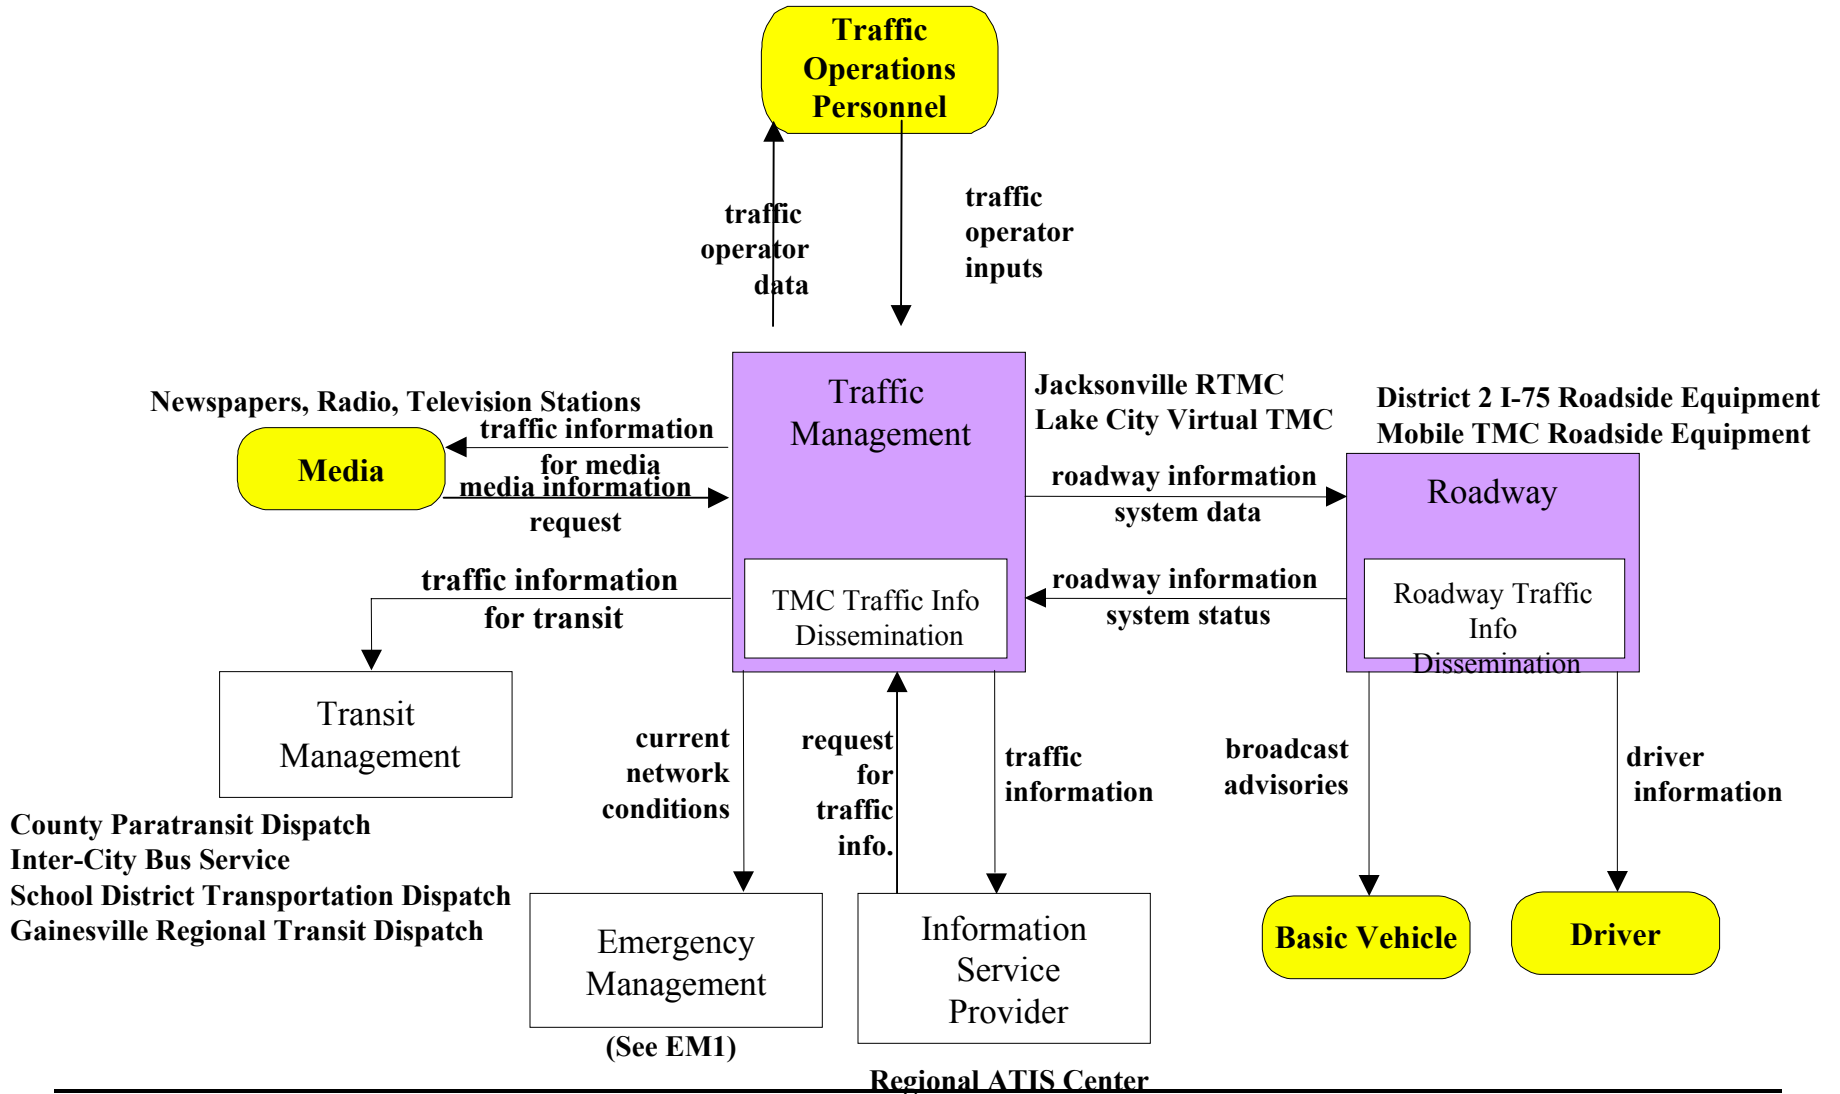 Traffic
Operations
Personnel
traffic
operator
data
traffic
operator
inputs
Newspapers, Radio, Television Stations
Media
traffic information
for media
media information
request
Traffic
Management
TMC Traffic Info
Dissemination
Jacksonville RTMC
Lake City Virtual TMC
District 2 I-75 Roadside Equipment
Mobile TMC Roadside Equipment
roadway information
system data
roadway information
system status
Roadway
Roadway Traffic
Info
Dissemination
traffic information
for transit
Transit
Management
County Paratransit Dispatch
Inter-City Bus Service
School District Transportation Dispatch
Gainesville Regional Transit Dispatch
current
network
conditions
request
for
traffic
info.
traffic
information
broadcast
advisories
driver
information
Emergency
Management
(See EM1)
Information
Service
Provider
Regional ATIS Center
Basic Vehicle
Driver